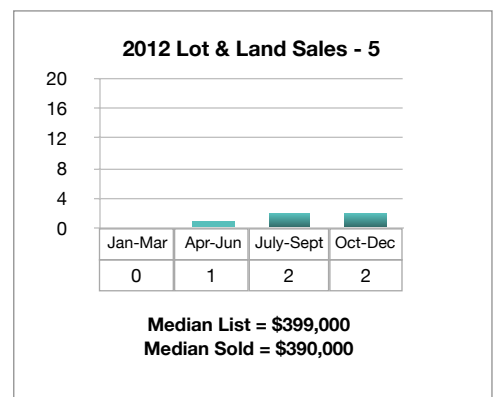 2012 Lot & Land Sales - 5
20
16
12
8
4
0
Jan-Mar Apr-Jun July-Sept Oct-Dec
0 1 2 2
Median List = $399,000
Median Sold = $390,000